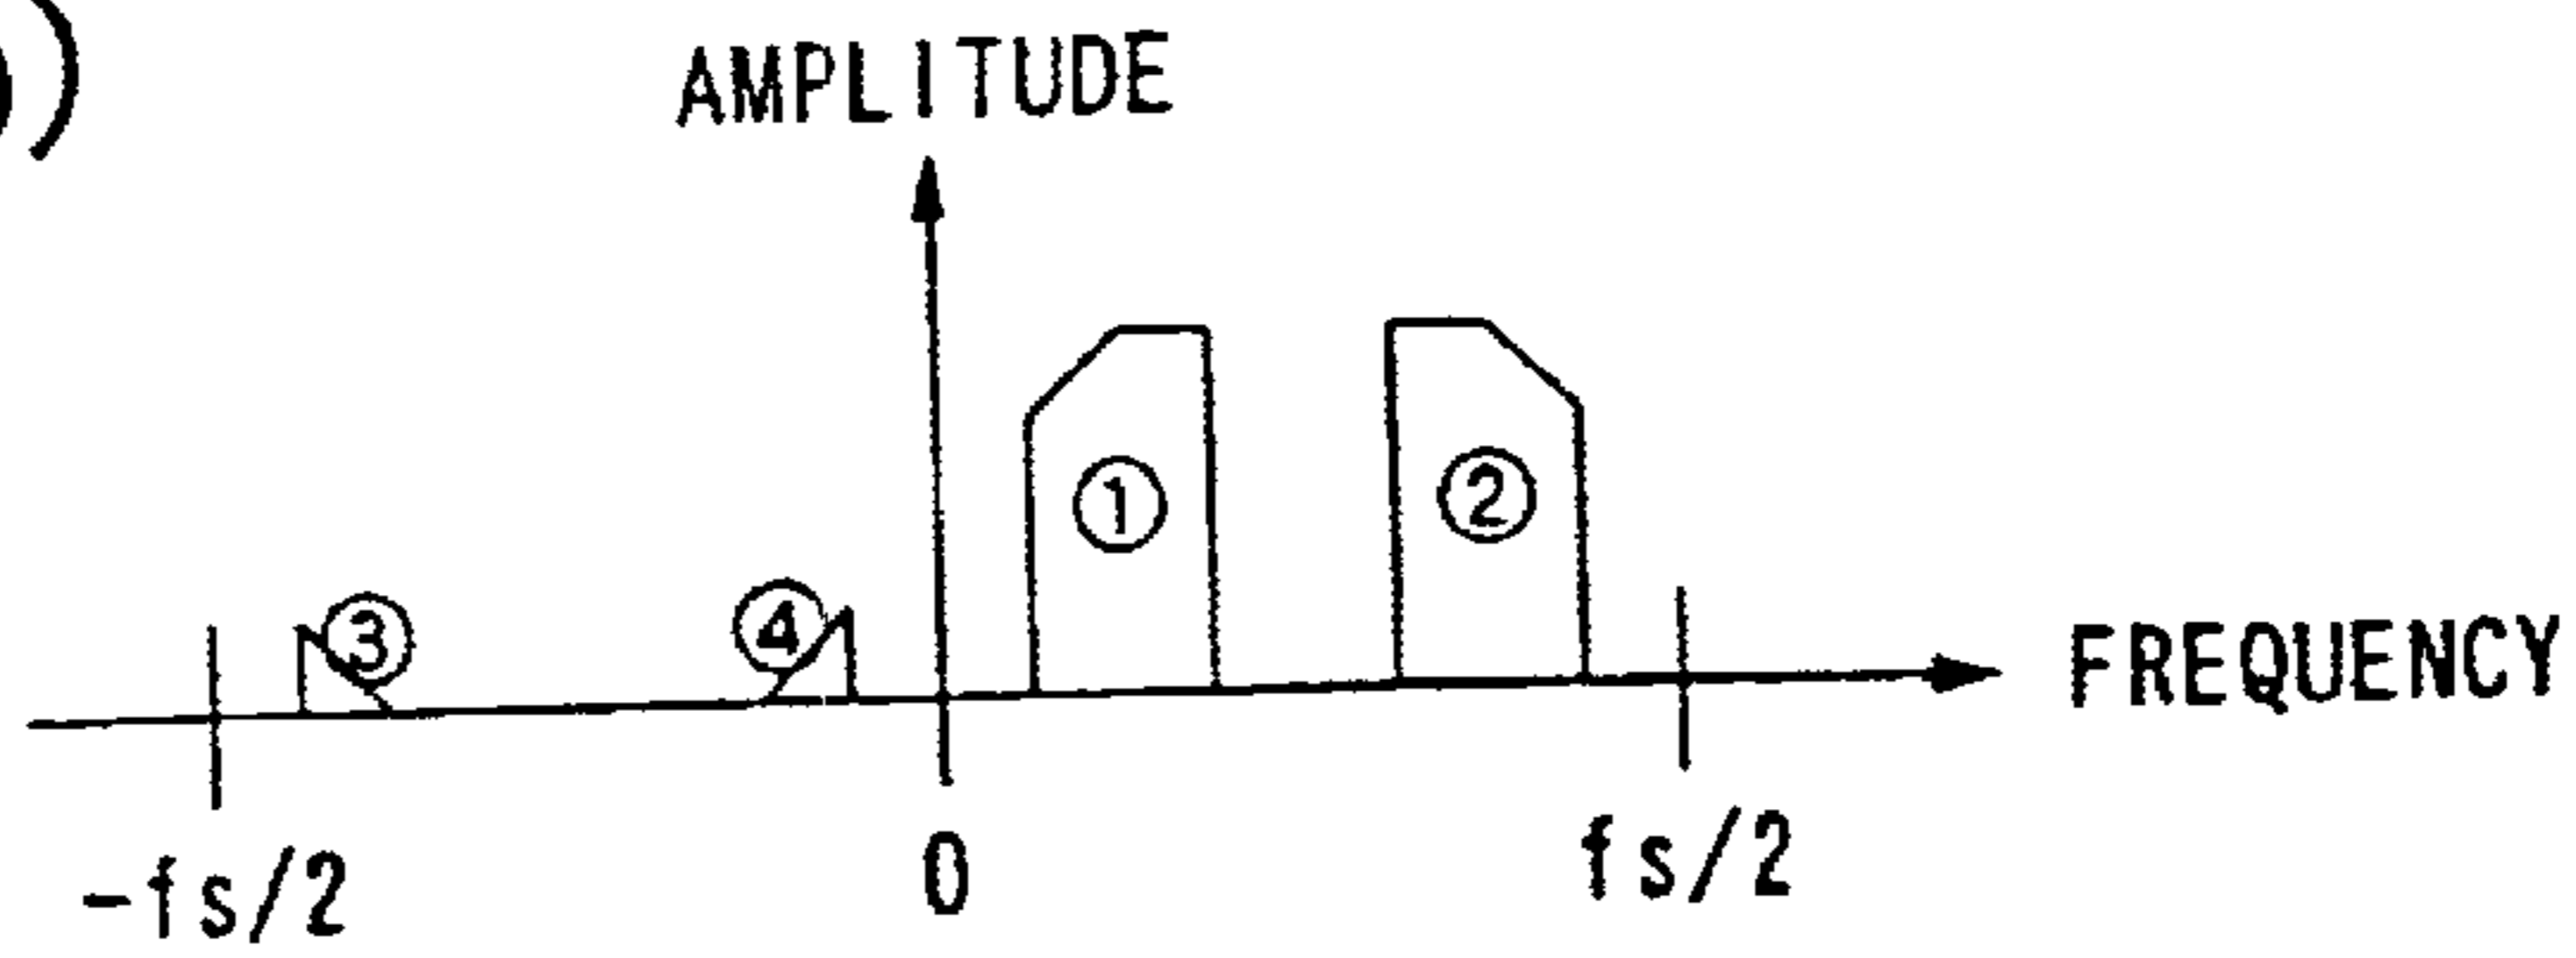 )
AMPLITUDE
①
②
③
④
FREQUENCY
-fs/2
0
fs/2